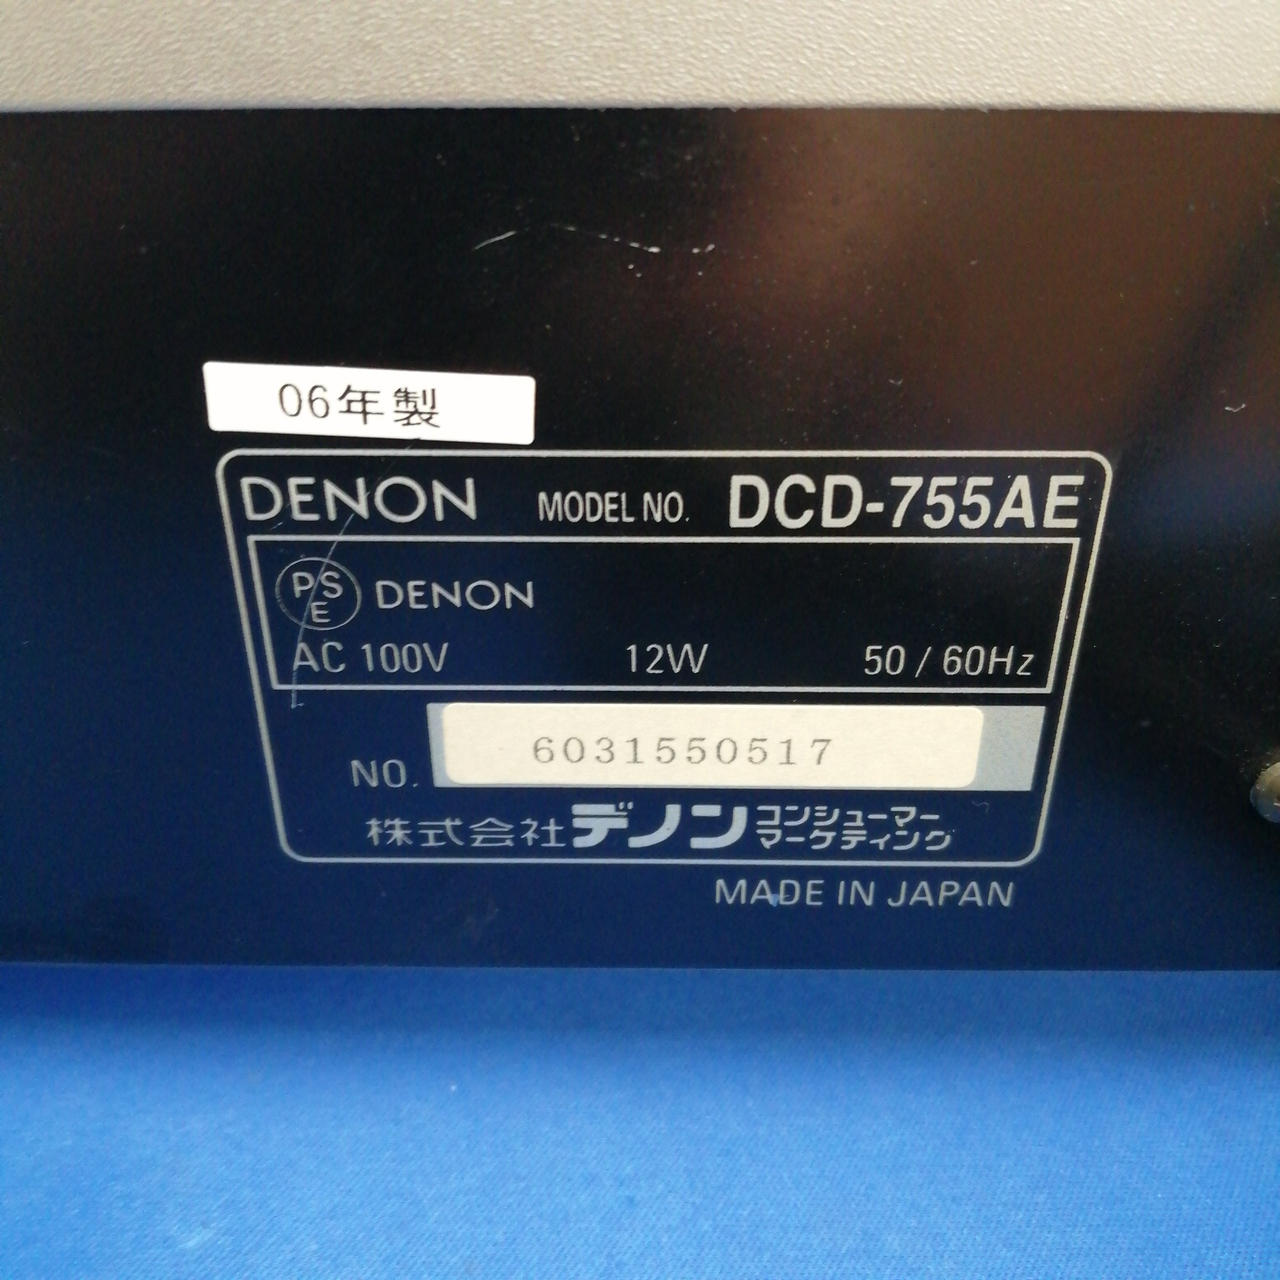 06年製
DENON MODEL NO. DCD-755AE
PSE DENON
AC 100V 12W 50 / 60Hz
NO. 6031550517
株式会社デノン コンシューマー
マーケティング
MADE IN JAPAN